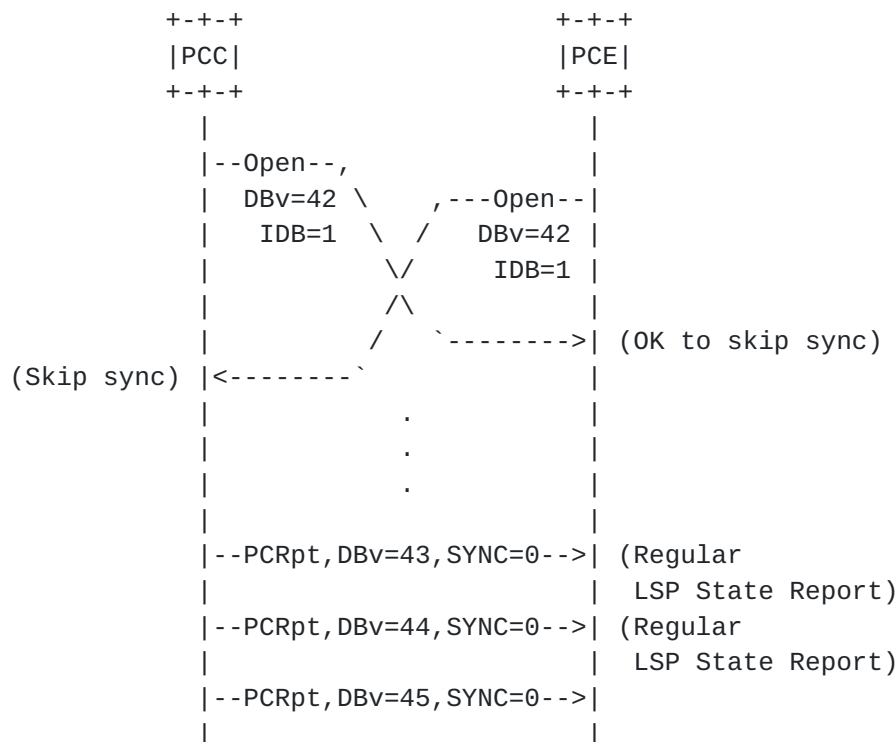 +-+-+                    +-+-+
|PCC|                    |PCE|
+-+-+                    +-+-+
  |                        |
  |--Open--,               |
  |  DBv=42 \    ,---Open--|
  |   IDB=1  \  /   DBv=42 |
  |           \/     IDB=1 |
  |           /\           |
  |          /  `-------->| (OK to skip sync)
(Skip sync) |<--------`              |
  |            .           |
  |            .           |
  |            .           |
  |                        |
  |--PCRpt,DBv=43,SYNC=0-->| (Regular
  |                        |  LSP State Report)
  |--PCRpt,DBv=44,SYNC=0-->| (Regular
  |                        |  LSP State Report)
  |--PCRpt,DBv=45,SYNC=0-->|
  |                        |